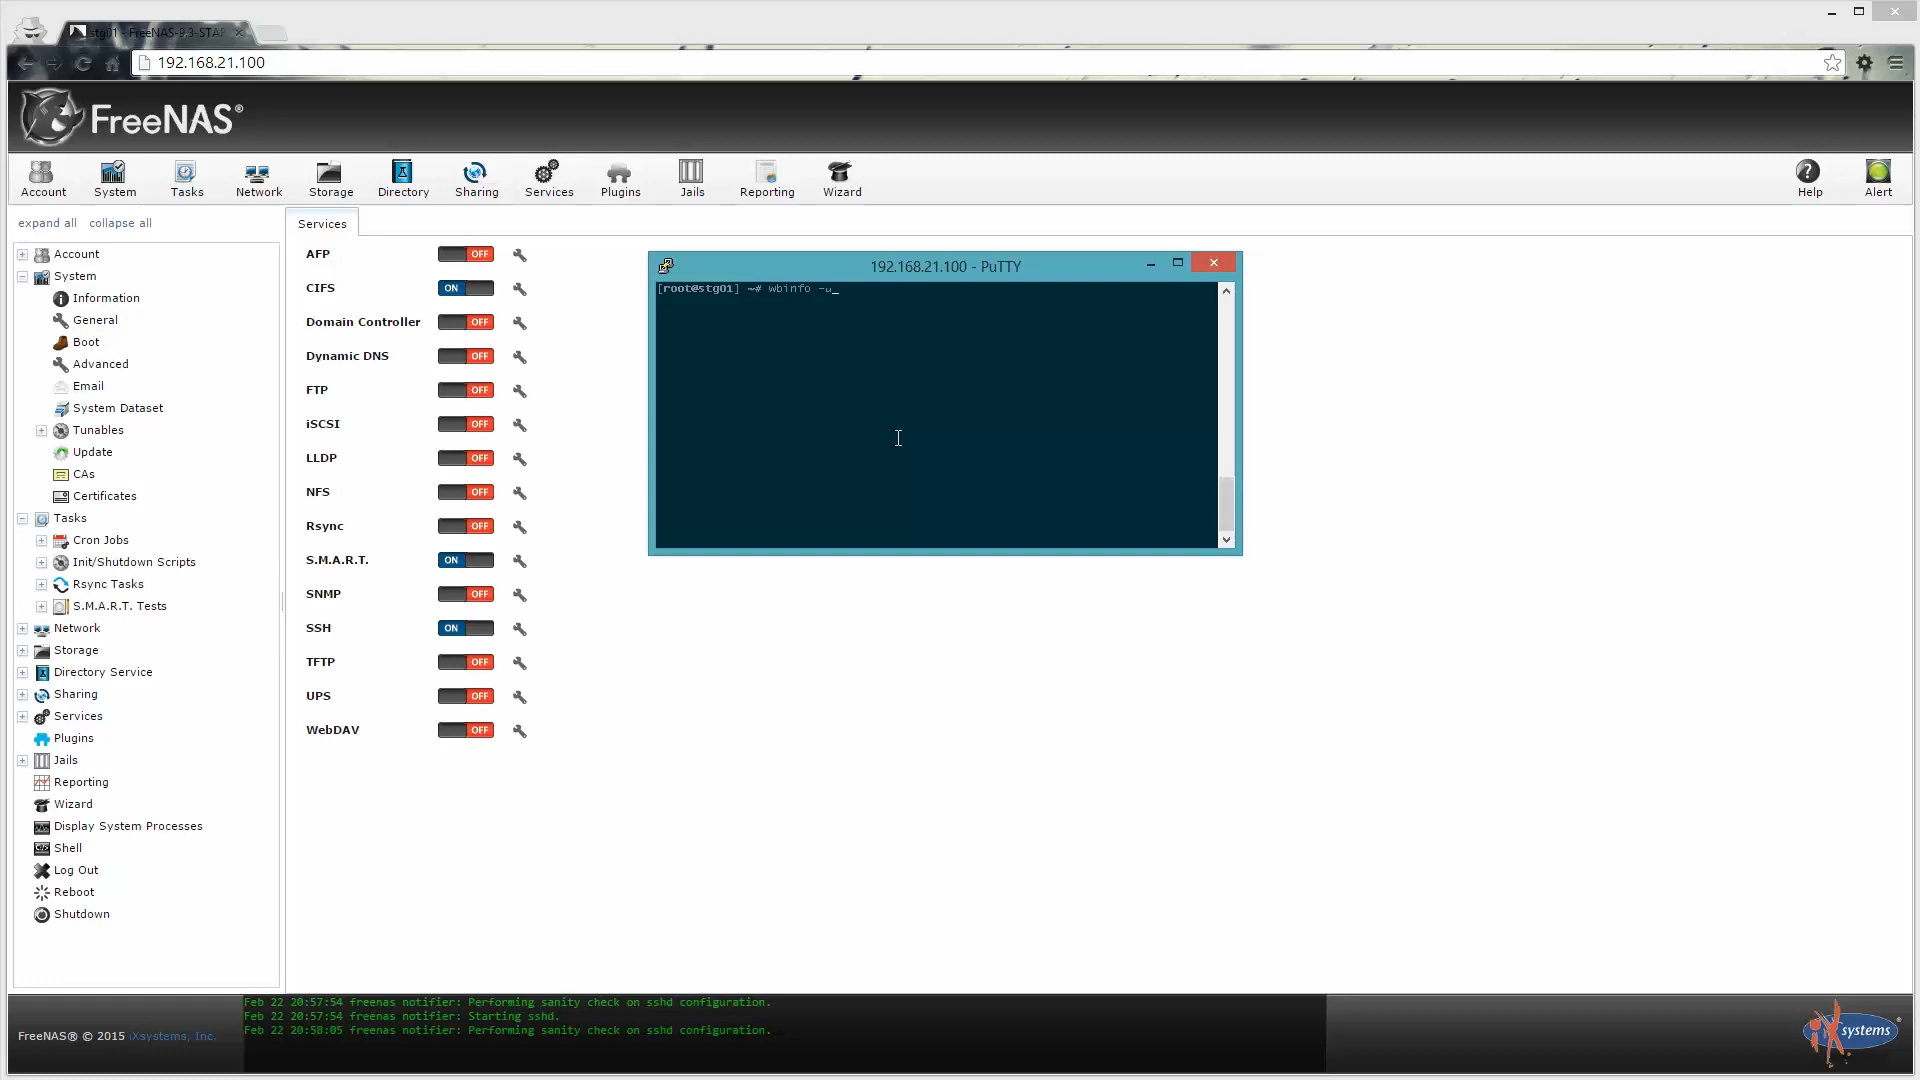 stg01 - FreeNAS-9.3-STAB
192.168.21.100
FreeNAS®
Account
System
Tasks
Network
Storage
Directory
Sharing
Services
Plugins
Jails
Reporting
Wizard
Help
Alert
expand all collapse all
Account
System
Information
General
Boot
Advanced
Email
System Dataset
Tunables
Update
CAs
Certificates
Tasks
Cron Jobs
Init/Shutdown Scripts
Rsync Tasks
S.M.A.R.T. Tests
Network
Storage
Directory Service
Sharing
Services
Plugins
Jails
Reporting
Wizard
Display System Processes
Shell
Log Out
Reboot
Shutdown
Services
AFP OFF
CIFS ON
Domain Controller OFF
Dynamic DNS OFF
FTP OFF
iSCSI OFF
LLDP OFF
NFS OFF
Rsync OFF
S.M.A.R.T. ON
SNMP OFF
SSH ON
TFTP OFF
UPS OFF
WebDAV OFF
192.168.21.100 - PuTTY
[root@stg01] ~# wbinfo -u
Feb 22 20:57:54 freenas notifier: Performing sanity check on sshd configuration.
Feb 22 20:57:54 freenas notifier: Starting sshd.
Feb 22 20:58:05 freenas notifier: Performing sanity check on sshd configuration.
FreeNAS® © 2015 iXsystems, Inc.
iXsystems®